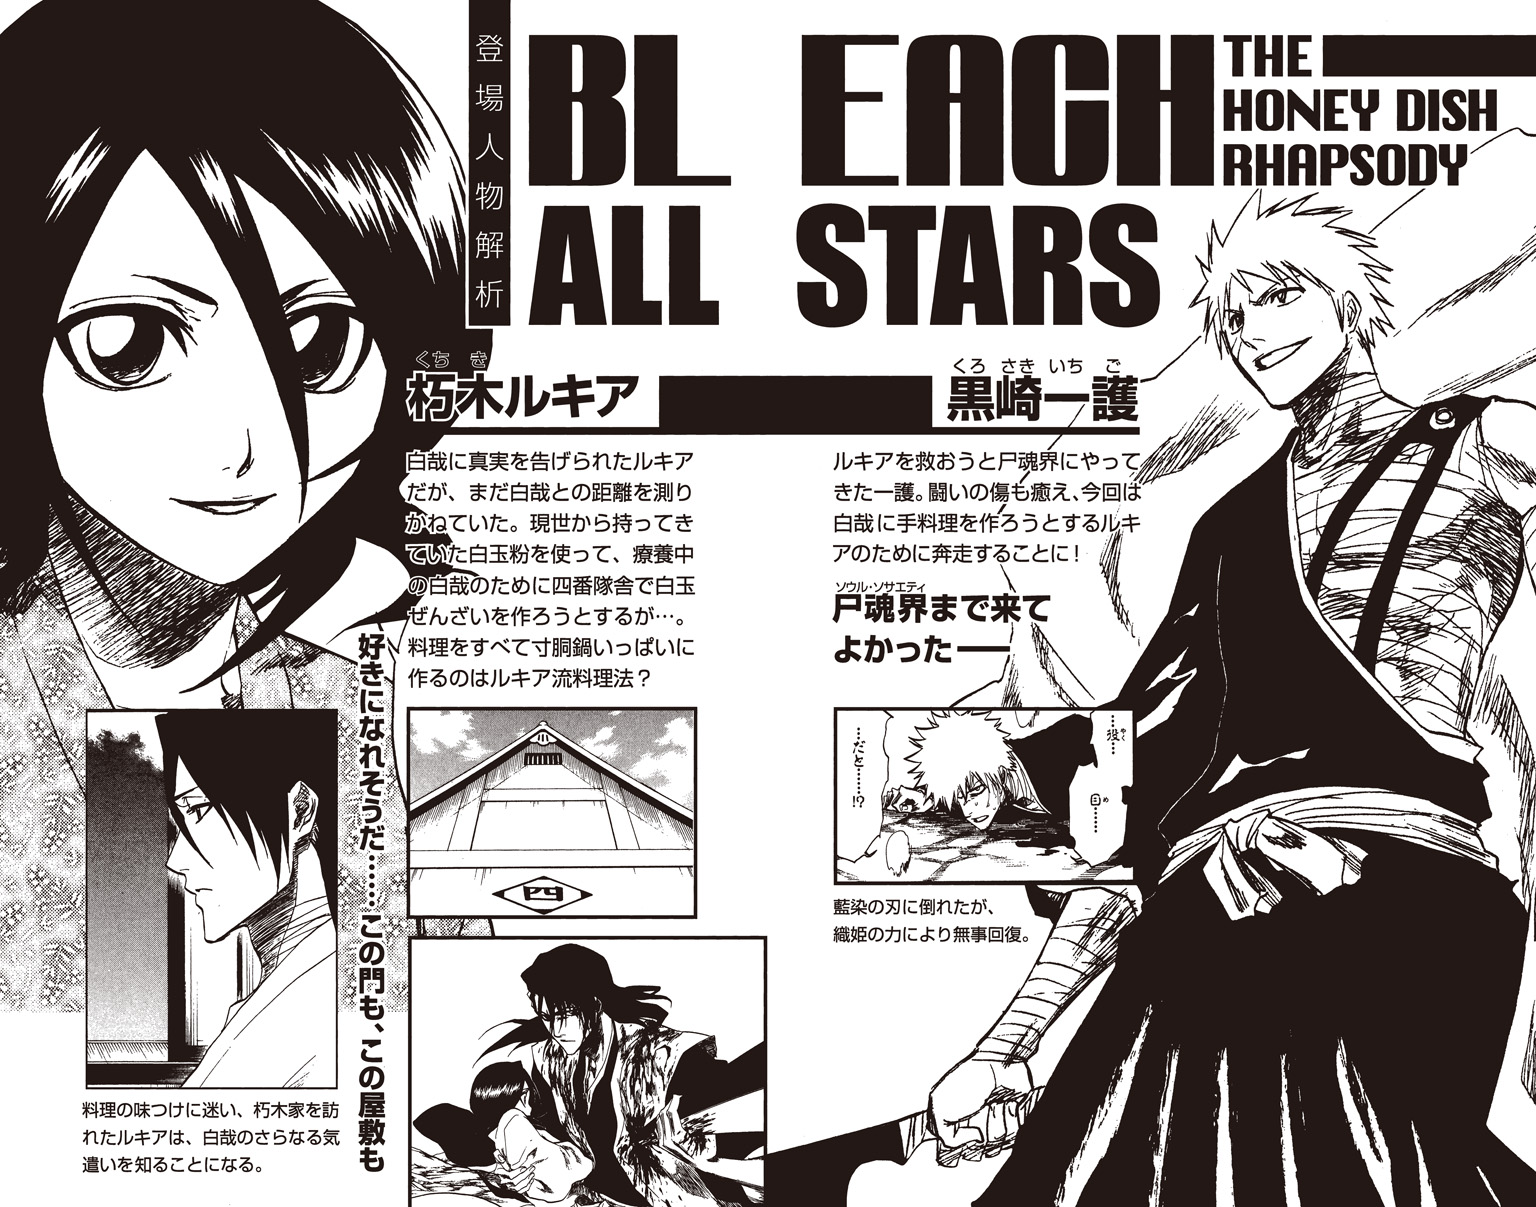 BLEACH
ALL STARS
THE
HONEY DISH
RHAPSODY
登場人物解析
くろ さき いち ご
黒崎一護
ルキアを救おうと尸魂界にやって
きた一護。闘いの傷も癒え、今回は
白哉に手料理を作ろうとするルキ
アのために奔走することに!
ソウル・ソサエティ
尸魂界まで来て
よかった──
……役…
やく
目………
め
…だと……!?
藍染の刃に倒れたが、
織姫の力により無事回復。
くち き
朽木ルキア
白哉に真実を告げられたルキア
だが、まだ白哉との距離を測り
かねていた。現世から持ってき
ていた白玉粉を使って、療養中
の白哉のために四番隊舎で白玉
ぜんざいを作ろうとするが…。
料理をすべて寸胴鍋いっぱいに
作るのはルキア流料理法?
四
好きになれそうだ……この門も、この屋敷も
料理の味つけに迷い、朽木家を訪
れたルキアは、白哉のさらなる気
遣いを知ることになる。